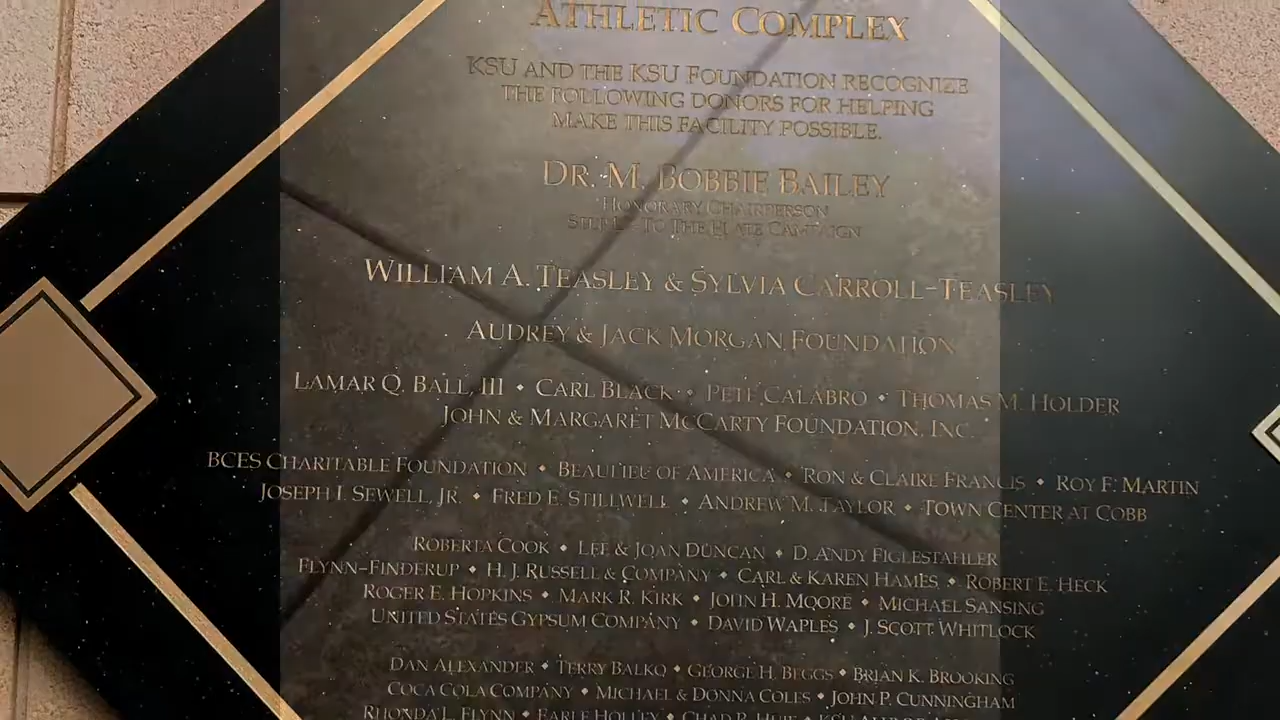 ATHLETIC COMPLEX
KSU AND THE KSU FOUNDATION RECOGNIZE
THE FOLLOWING DONORS FOR HELPING
MAKE THIS FACILITY POSSIBLE.
DR. M. BOBBIE BAILEY
HONORARY CHAIRPERSON
TO THE PLATE CAMPAIGN
WILLIAM A. TEASLEY & SYLVIA CARROLL-TEASLEY
AUDREY & JACK MORGAN FOUNDATION
LAMAR Q. BALL, III • CARL BLACK • PETE CALABRO • THOMAS M. HOLDER
JOHN & MARGARET MCCARTY FOUNDATION, INC.
BCES CHARITABLE FOUNDATION • BEAULIEU OF AMERICA • RON & CLAIRE FRANCIS • ROY F. MARTIN
JOSEPH I. SEWELL, JR. • FRED E. STILLWELL • ANDREW M. TAYLOR • TOWN CENTER AT COBB
ROBERTA COOK • LEE & JOAN DUNCAN • D. ANDY FIGLESTAHLER
FLYNN-FINDERUP • H. J. RUSSELL & COMPANY • CARL & KAREN HAMES • ROBERT E. HECK
ROGER E. HOPKINS • MARK R. KIRK • JOHN H. MOORE • MICHAEL SANSING
UNITED STATES GYPSUM COMPANY • DAVID WAPLES • J. SCOTT WHITLOCK
DAN ALEXANDER • TERRY BALKO • GEORGE H. BEGGS • BRIAN K. BROOKING
COCA COLA COMPANY • MICHAEL & DONNA COLES • JOHN P. CUNNINGHAM
RHONDA L. FLYNN • EARLE HOLLEY • CHAD R. HUIE • KSU